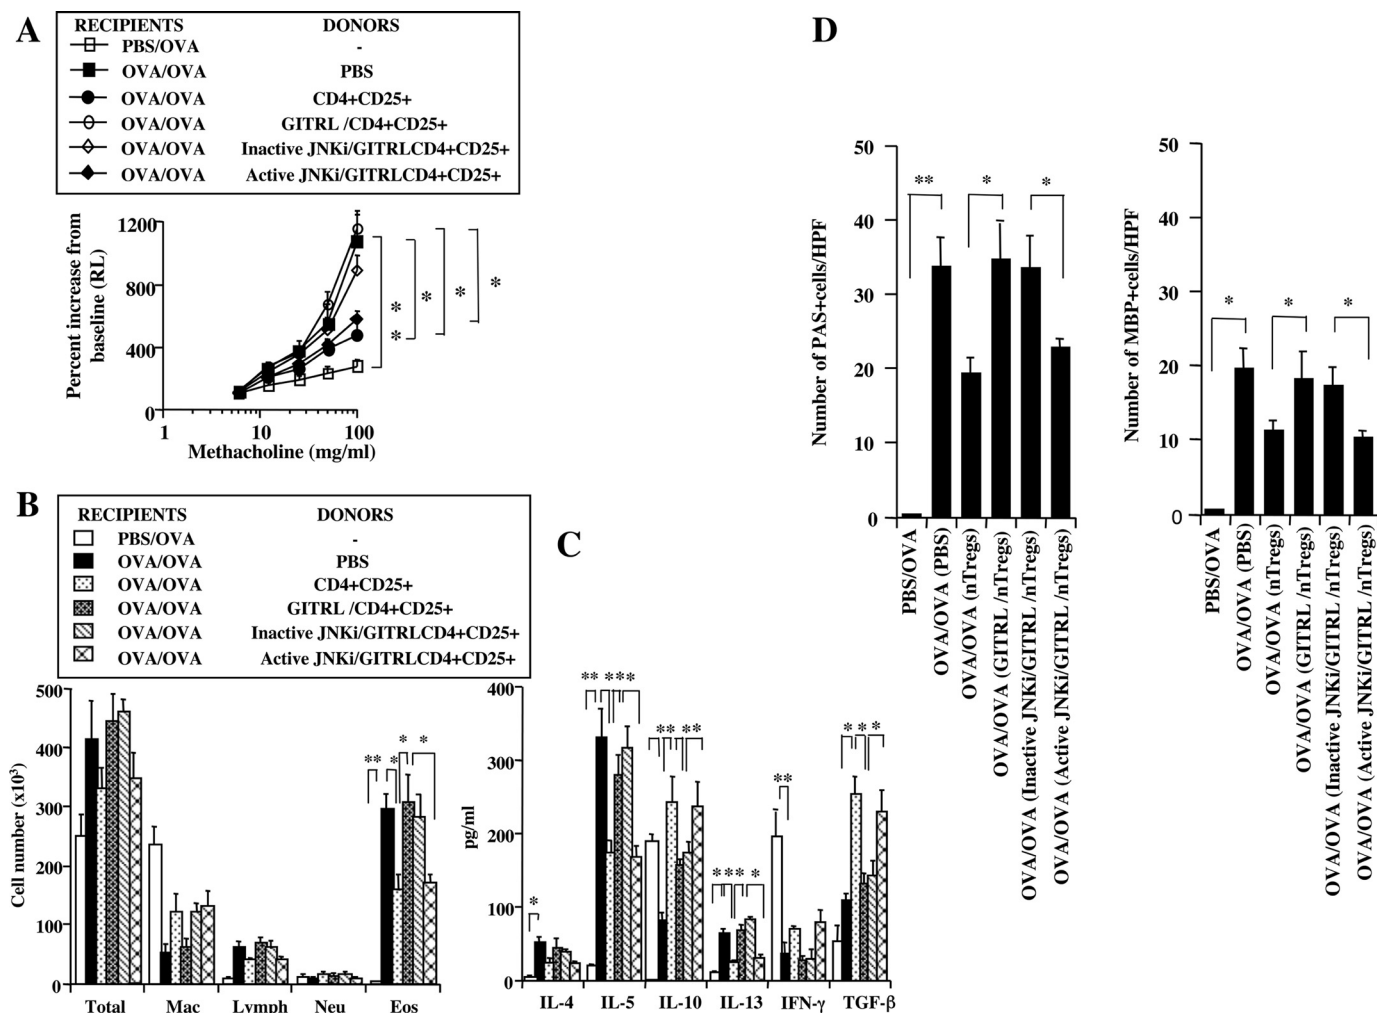 A
RECIPIENTS DONORS
PBS/OVA -
OVA/OVA PBS
OVA/OVA CD4+CD25+
OVA/OVA GITRL /CD4+CD25+
OVA/OVA Inactive JNKi/GITRLCD4+CD25+
OVA/OVA Active JNKi/GITRLCD4+CD25+
Percent increase from
baseline (RL)
1200
800
400
0
* *
*
*
*
1 10 100
Methacholine (mg/ml)
B
RECIPIENTS DONORS
PBS/OVA -
OVA/OVA PBS
OVA/OVA CD4+CD25+
OVA/OVA GITRL /CD4+CD25+
OVA/OVA Inactive JNKi/GITRLCD4+CD25+
OVA/OVA Active JNKi/GITRLCD4+CD25+
Cell number (x10³)
500
400
300
200
100
0
** * * *
Total Mac Lymph Neu Eos
C
pg/ml
400
300
200
100
0
*
** * ** *
** **
* ** *
**
* * *
IL-4 IL-5 IL-10 IL-13 IFN-γ TGF-β
D
Number of PAS+cells/HPF
50
40
30
20
10
0
** * *
PBS/OVA
OVA/OVA (PBS)
OVA/OVA (nTregs)
OVA/OVA (GITRL /nTregs)
OVA/OVA (Inactive JNKi/GITRL /nTregs)
OVA/OVA (Active JNKi/GITRL /nTregs)
Number of MBP+cells/HPF
50
40
30
20
10
0
* * *
PBS/OVA
OVA/OVA (PBS)
OVA/OVA (nTregs)
OVA/OVA (GITRL /nTregs)
OVA/OVA (Inactive JNKi/GITRL /nTregs)
OVA/OVA (Active JNKi/GITRL /nTregs)